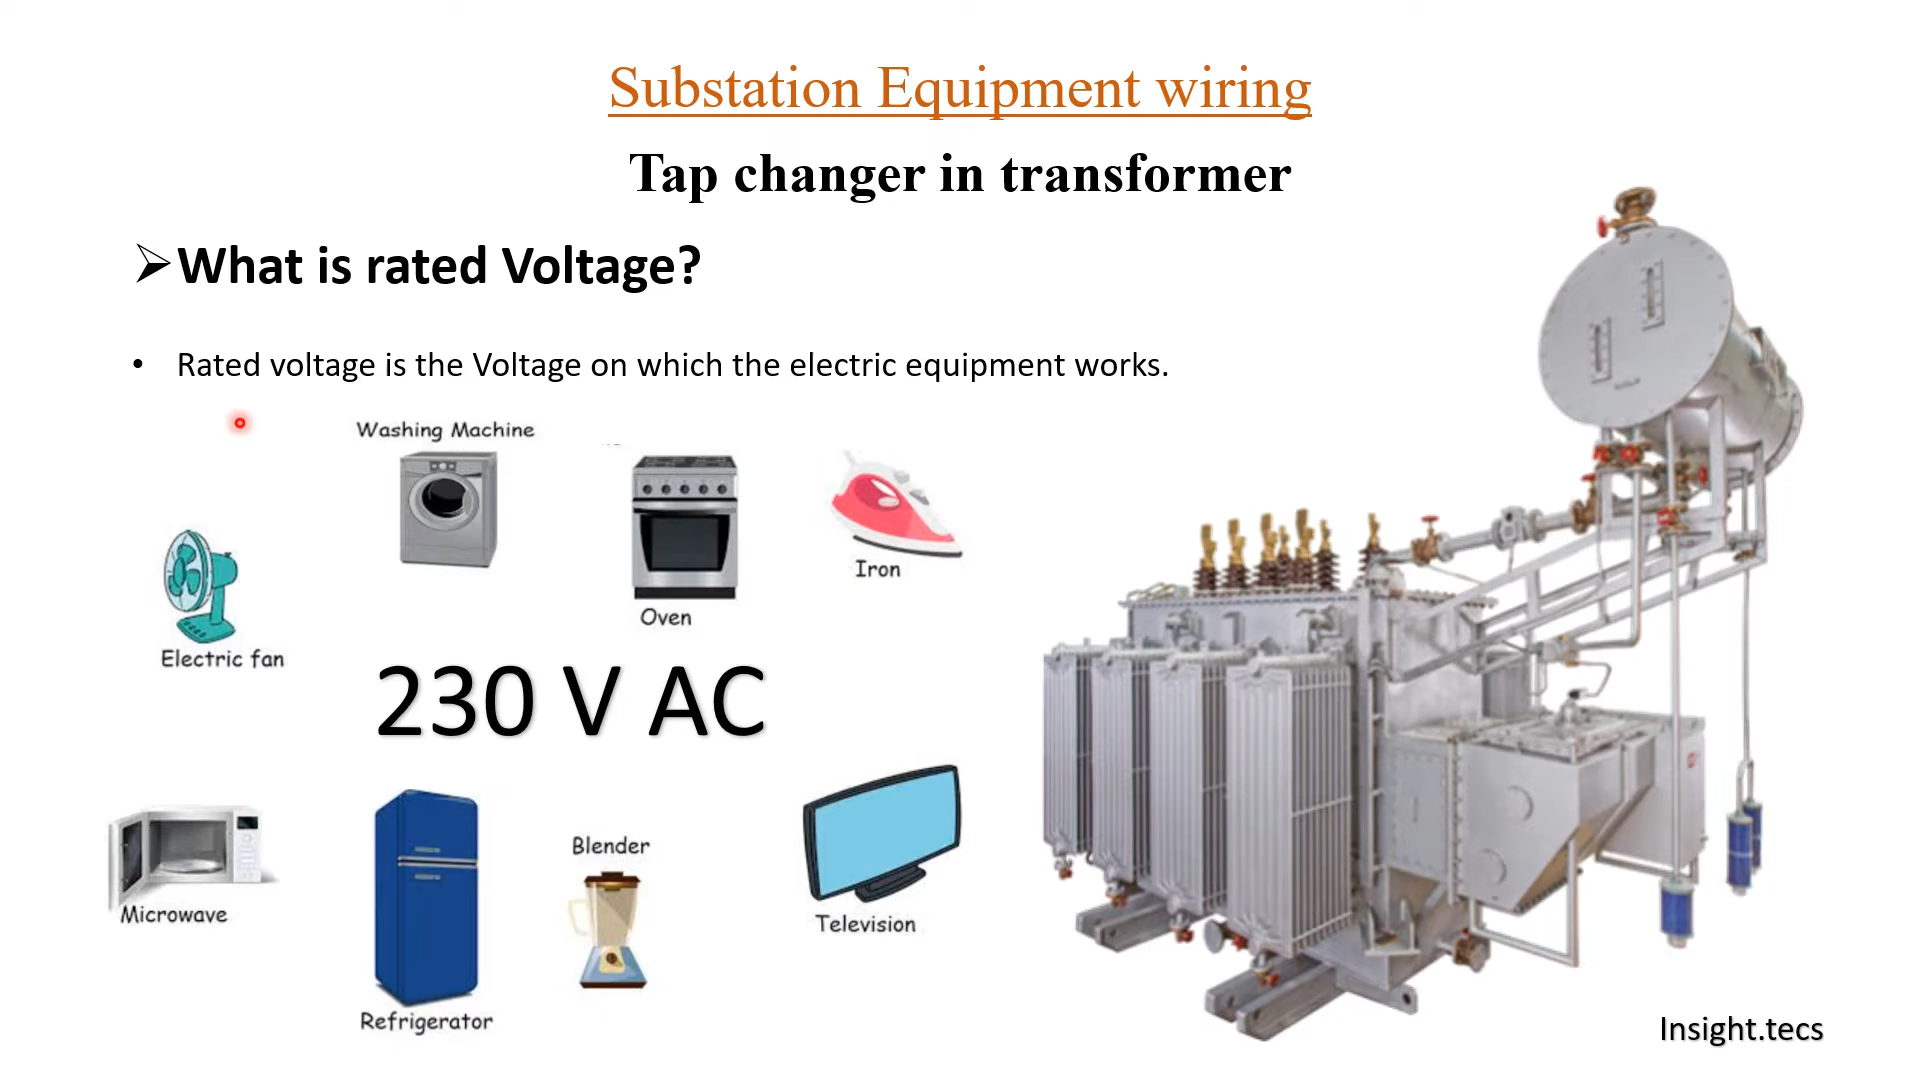 Substation Equipment wiring
Tap changer in transformer
➢What is rated Voltage?
• Rated voltage is the Voltage on which the electric equipment works.
Washing Machine
Iron
Oven
Electric fan
230 V AC
Blender
Microwave
Television
Refrigerator
Insight.tecs